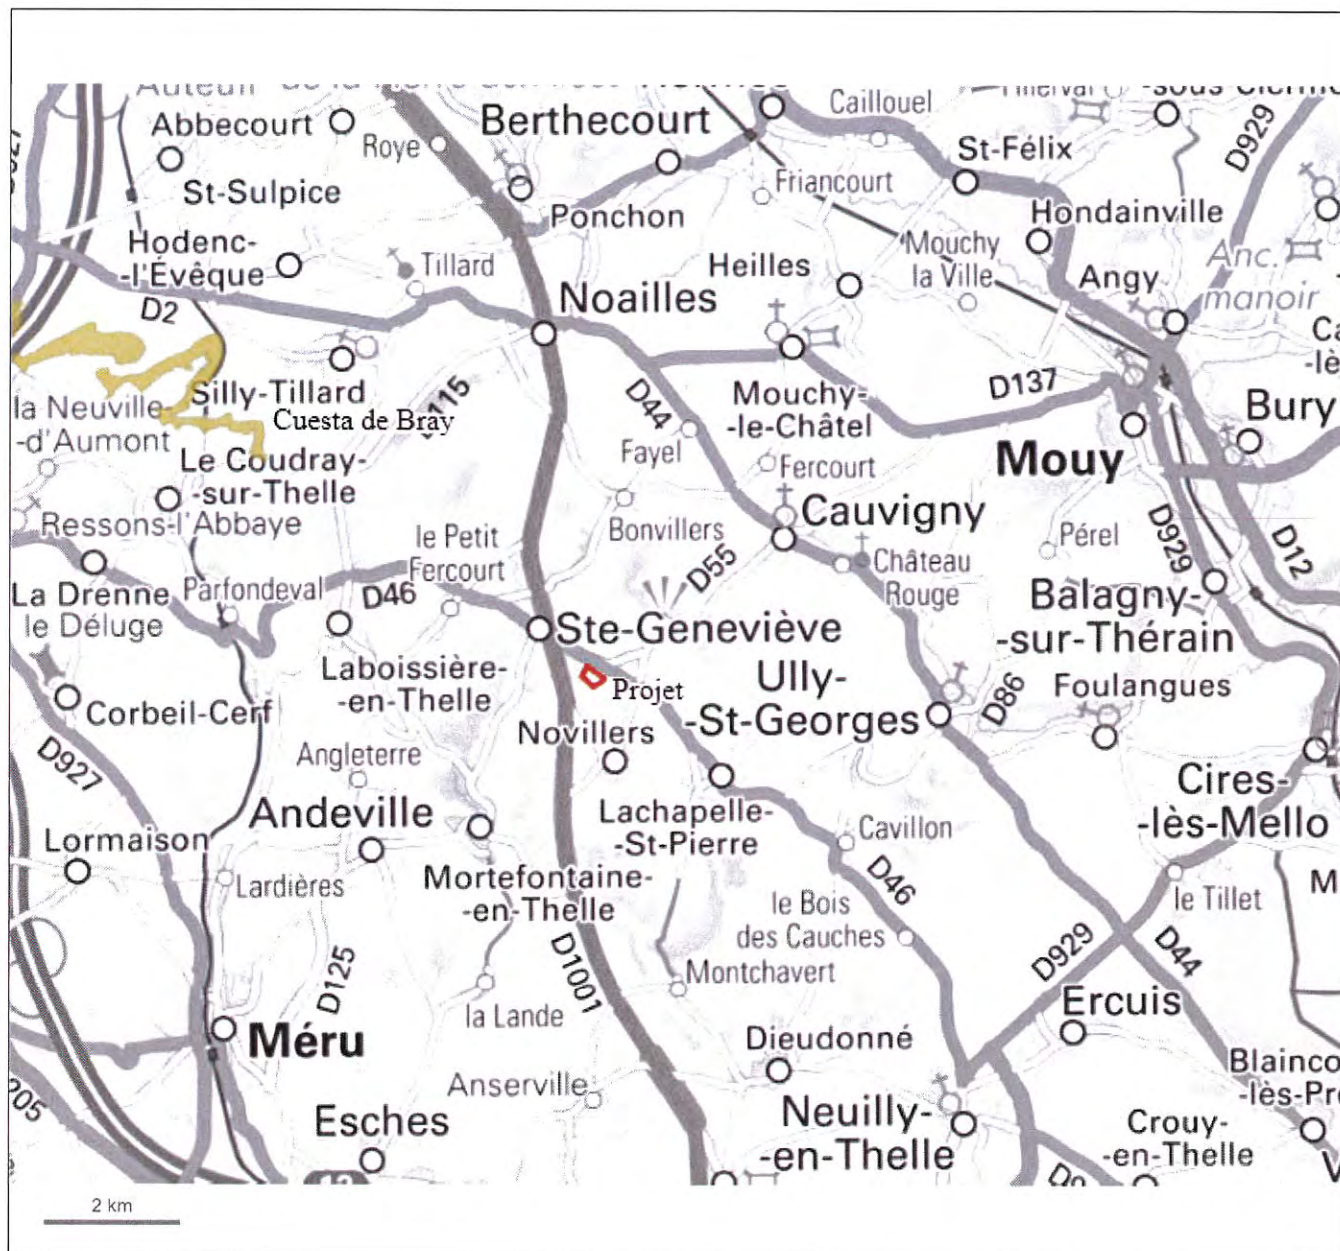 Auteuil
Abbecourt
Roye
Berthecourt
Caillouel
D929
St-Félix
St-Sulpice
Friancourt
Ponchon
Hondainville
Hodenc-
-l'Évêque
Tillard
Heilles
Mouchy
la Ville
Angy
Anc.
manoir
D2
Noailles
Silly-Tillard
Cuesta de Bray
D44
Mouchy-
-le-Châtel
D137
Bury
la Neuville-
-d'Aumont
Fayel
Fercourt
Mouy
Le Coudray-
-sur-Thelle
Cauvigny
Ressons-l'Abbaye
le Petit
Fercourt
Bonvillers
D55
Pérel
D929
D12
Château
Rouge
La Drenne
le Déluge
Parfondeval
D46
Ste-Geneviève
Balagny-
-sur-Thérain
Laboissière-
-en-Thelle
Projet
Ully-
-St-Georges
D86
Foulangues
Corbeil-Cerf
Novillers
D927
Angleterre
Cires-
-lès-Mello
Andeville
Lachapelle-
-St-Pierre
Cavillon
Lormaison
Lardières
Mortefontaine-
-en-Thelle
D46
le Tillet
le Bois
des Cauches
D125
D1001
Montchavert
D929
D44
la Lande
Ercuis
Méru
Dieudonné
Anserville
Blainco
-lès-Pr
Esches
Neuilly-
-en-Thelle
Crouy-
-en-Thelle
2 km